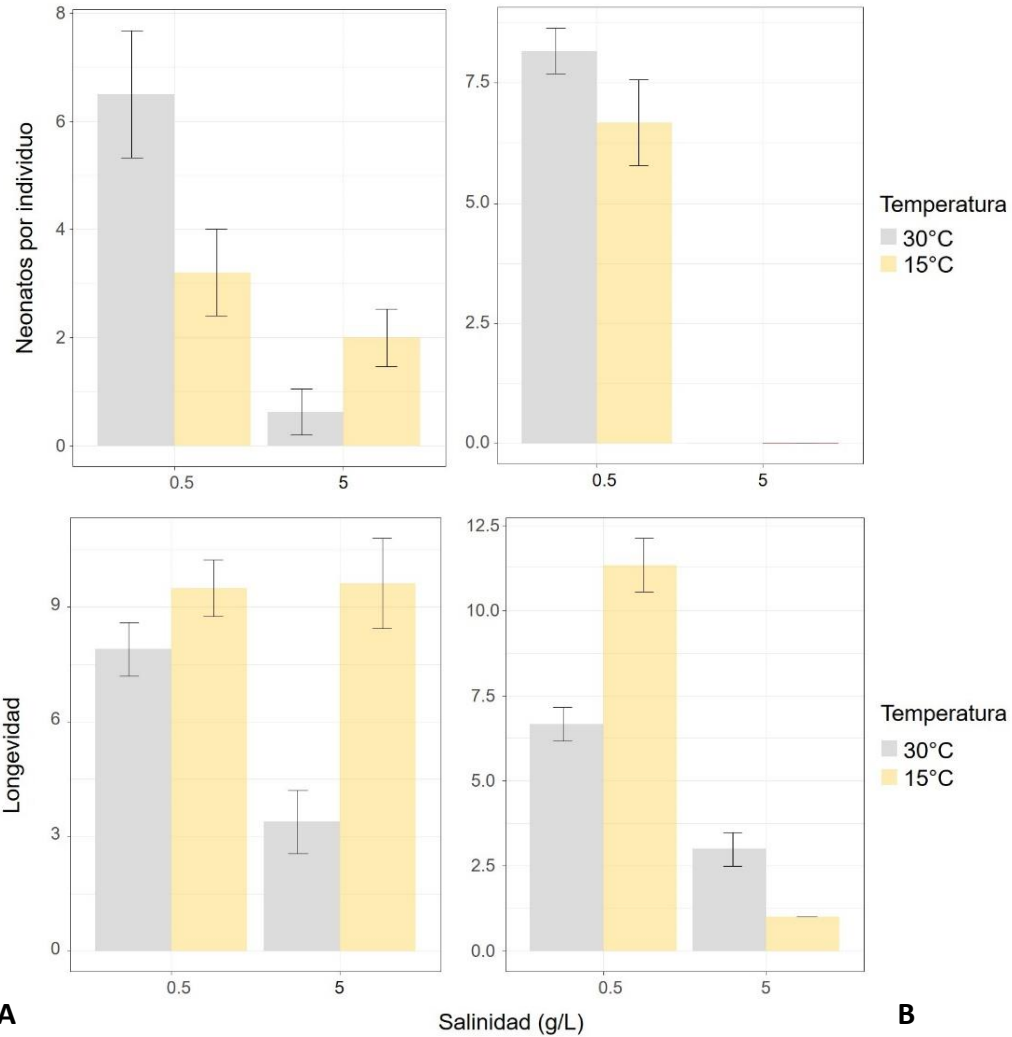 8
6
4
2
0
Neonatos por individuo
0.5
5
7.5
5.0
2.5
0.0
0.5
5
Temperatura
30°C
15°C
9
6
3
0
Longevidad
0.5
5
12.5
10.0
7.5
5.0
2.5
0.0
0.5
5
Temperatura
30°C
15°C
A
Salinidad (g/L)
B